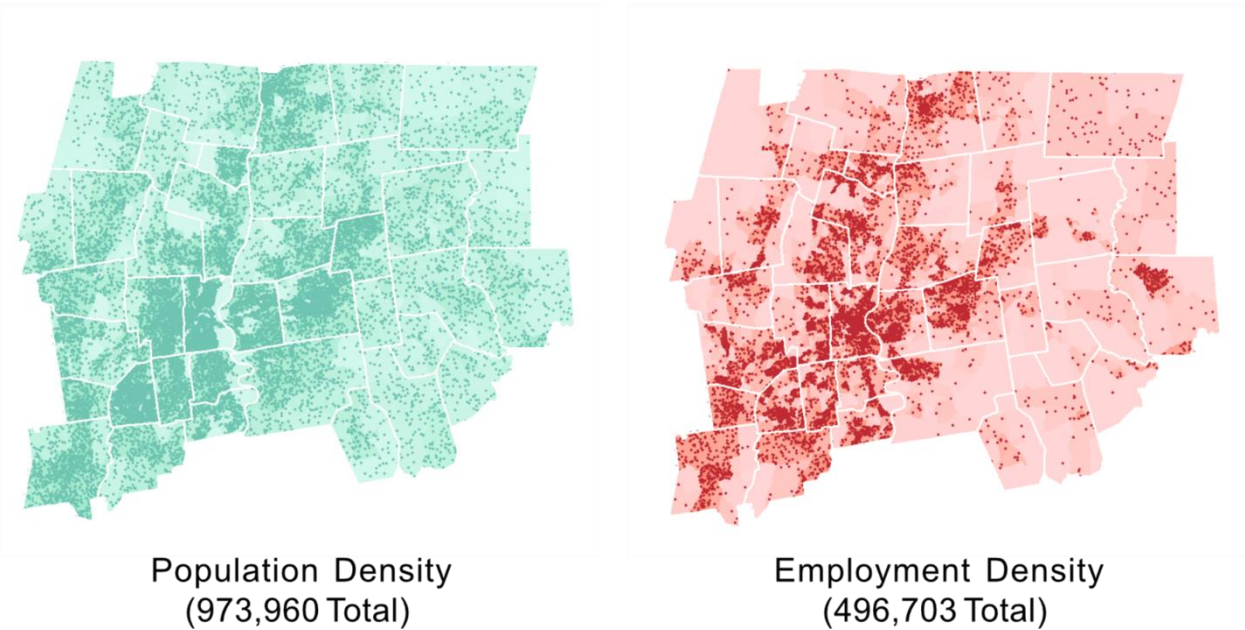 Population Density
(973,960 Total)
Employment Density
(496,703 Total)